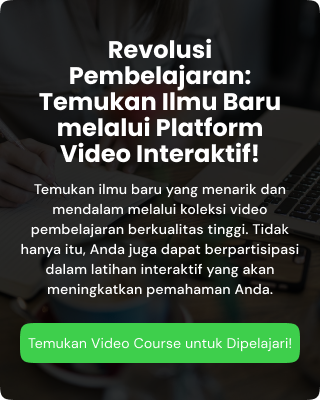 Revolusi
Pembelajaran:
Temukan Ilmu Baru
melalui Platform
Video Interaktif!
Temukan ilmu baru yang menarik dan
mendalam melalui koleksi video
pembelajaran berkualitas tinggi. Tidak
hanya itu, Anda juga dapat berpartisipasi
dalam latihan interaktif yang akan
meningkatkan pemahaman Anda.
Temukan Video Course untuk Dipelajari!